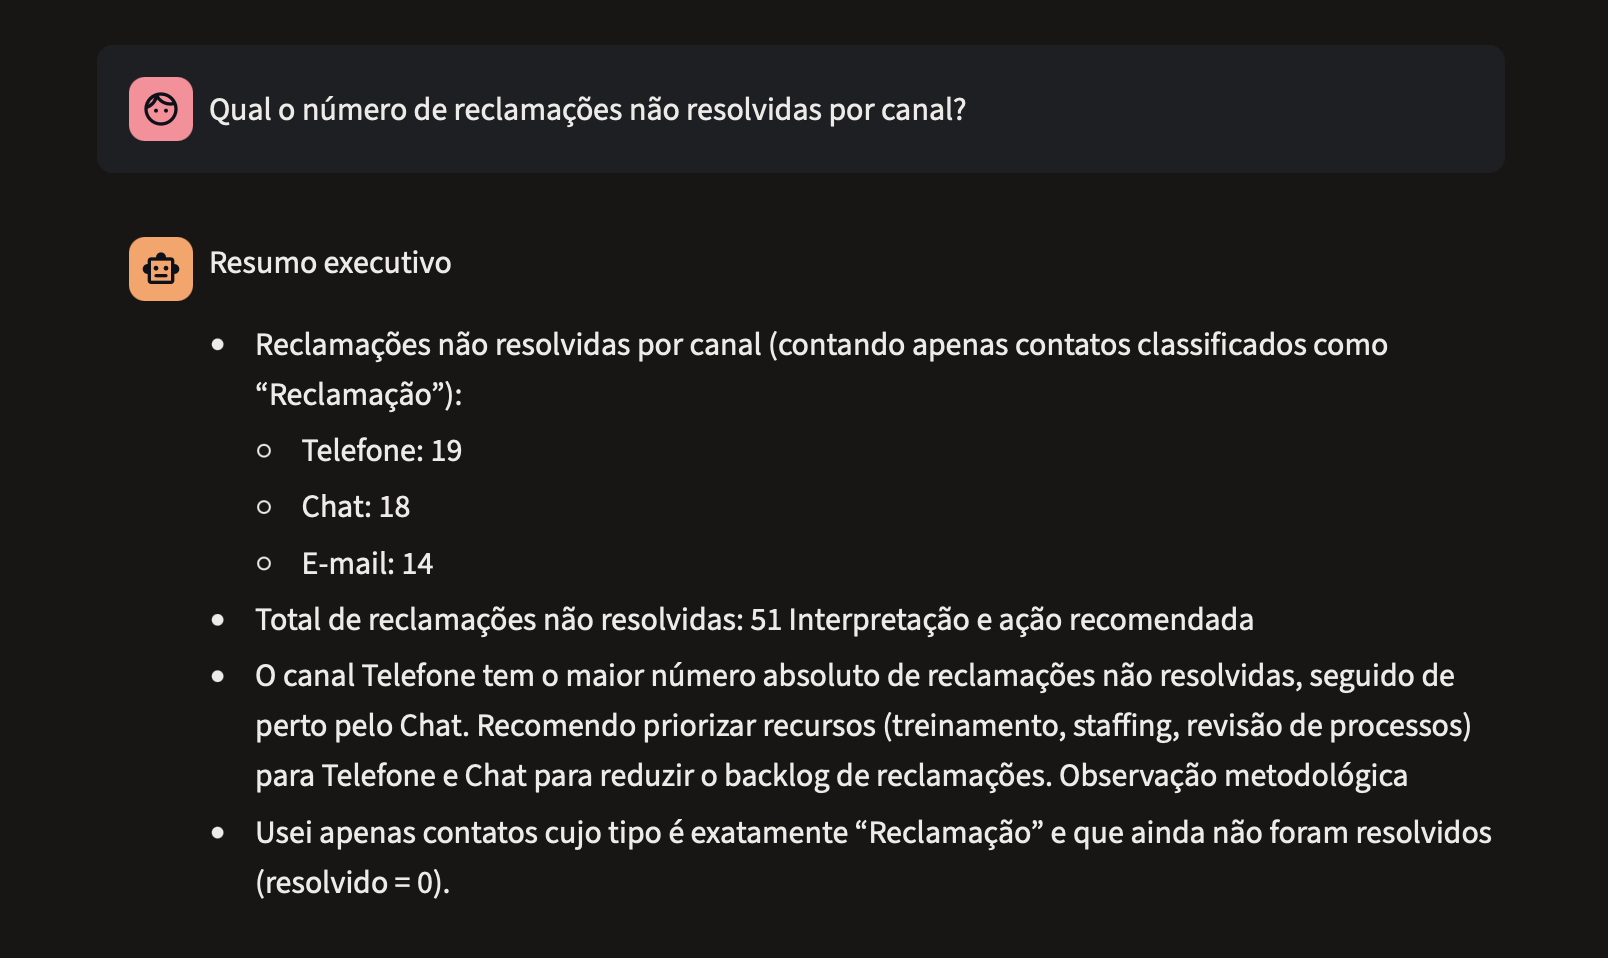 Qual o número de reclamações não resolvidas por canal?
Resumo executivo
Reclamações não resolvidas por canal (contando apenas contatos classificados como
“Reclamação”):
Telefone: 19
Chat: 18
E-mail: 14
Total de reclamações não resolvidas: 51 Interpretação e ação recomendada
O canal Telefone tem o maior número absoluto de reclamações não resolvidas, seguido de
perto pelo Chat. Recomendo priorizar recursos (treinamento, staffing, revisão de processos)
para Telefone e Chat para reduzir o backlog de reclamações. Observação metodológica
Usei apenas contatos cujo tipo é exatamente “Reclamação” e que ainda não foram resolvidos
(resolvido = 0).